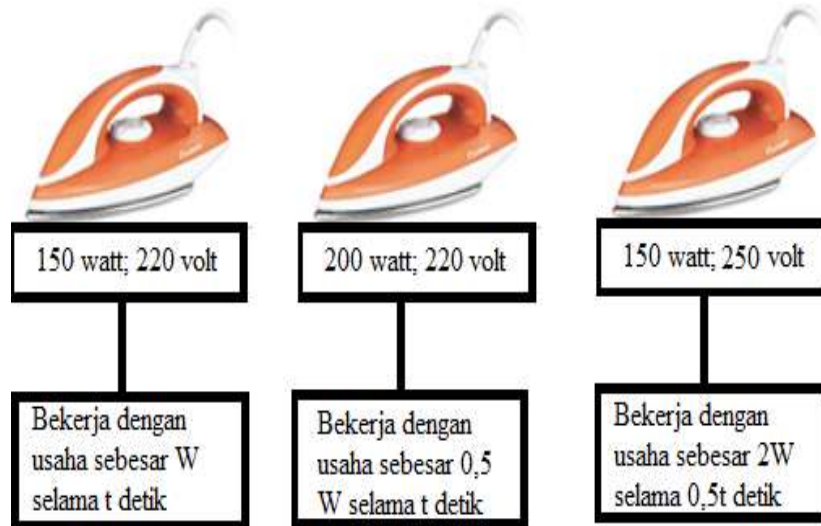 150 watt; 220 volt
200 watt; 220 volt
150 watt; 250 volt
Bekerja dengan
usaha sebesar W
selama t detik
Bekerja dengan
usaha sebesar 0,5
W selama t detik
Bekerja dengan
usaha sebesar 2W
selama 0,5t detik